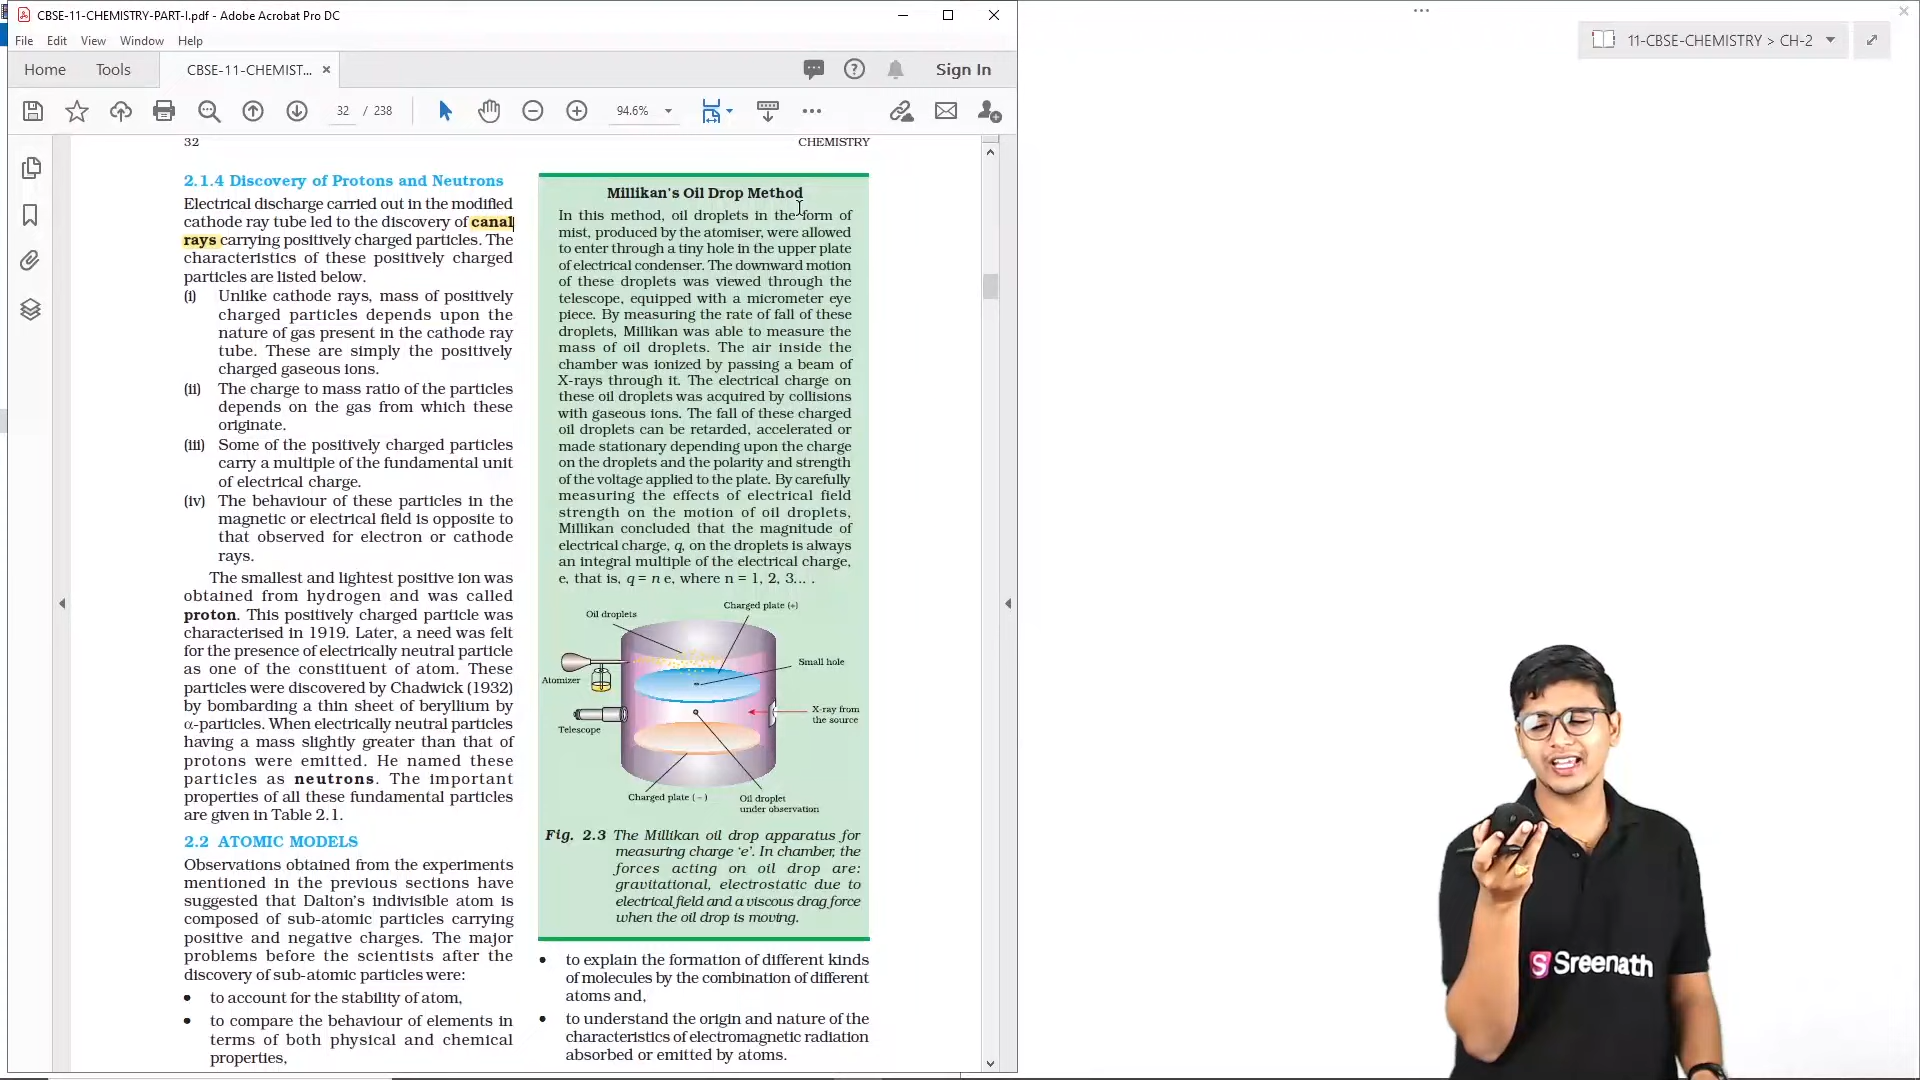 CBSE-11-CHEMISTRY-PART-I.pdf - Adobe Acrobat Pro DC
File Edit View Window Help
Home Tools CBSE-11-CHEMIST... × Sign In
32 / 238 94.6%
11-CBSE-CHEMISTRY > CH-2
32 CHEMISTRY
2.1.4 Discovery of Protons and Neutrons
Electrical discharge carried out in the modified
cathode ray tube led to the discovery of canal
rays carrying positively charged particles. The
characteristics of these positively charged
particles are listed below.
(i) Unlike cathode rays, mass of positively
charged particles depends upon the
nature of gas present in the cathode ray
tube. These are simply the positively
charged gaseous ions.
(ii) The charge to mass ratio of the particles
depends on the gas from which these
originate.
(iii) Some of the positively charged particles
carry a multiple of the fundamental unit
of electrical charge.
(iv) The behaviour of these particles in the
magnetic or electrical field is opposite to
that observed for electron or cathode
rays.
The smallest and lightest positive ion was
obtained from hydrogen and was called
proton. This positively charged particle was
characterised in 1919. Later, a need was felt
for the presence of electrically neutral particle
as one of the constituent of atom. These
particles were discovered by Chadwick (1932)
by bombarding a thin sheet of beryllium by
α-particles. When electrically neutral particles
having a mass slightly greater than that of
protons were emitted. He named these
particles as neutrons. The important
properties of all these fundamental particles
are given in Table 2.1.
2.2 ATOMIC MODELS
Observations obtained from the experiments
mentioned in the previous sections have
suggested that Dalton's indivisible atom is
composed of sub-atomic particles carrying
positive and negative charges. The major
problems before the scientists after the
discovery of sub-atomic particles were:
• to account for the stability of atom,
• to compare the behaviour of elements in
terms of both physical and chemical
properties,
Millikan's Oil Drop Method
In this method, oil droplets in the form of
mist, produced by the atomiser, were allowed
to enter through a tiny hole in the upper plate
of electrical condenser. The downward motion
of these droplets was viewed through the
telescope, equipped with a micrometer eye
piece. By measuring the rate of fall of these
droplets, Millikan was able to measure the
mass of oil droplets. The air inside the
chamber was ionized by passing a beam of
X-rays through it. The electrical charge on
these oil droplets was acquired by collisions
with gaseous ions. The fall of these charged
oil droplets can be retarded, accelerated or
made stationary depending upon the charge
on the droplets and the polarity and strength
of the voltage applied to the plate. By carefully
measuring the effects of electrical field
strength on the motion of oil droplets,
Millikan concluded that the magnitude of
electrical charge, q, on the droplets is always
an integral multiple of the electrical charge,
e, that is, q = n e, where n = 1, 2, 3... .
Charged plate (+)
Oil droplets
Small hole
Atomizer
X-ray from
the source
Telescope
Charged plate (−)
Oil droplet
under observation
Fig. 2.3 The Millikan oil drop apparatus for
measuring charge 'e'. In chamber, the
forces acting on oil drop are:
gravitational, electrostatic due to
electrical field and a viscous drag force
when the oil drop is moving.
• to explain the formation of different kinds
of molecules by the combination of different
atoms and,
• to understand the origin and nature of the
characteristics of electromagnetic radiation
absorbed or emitted by atoms.
S Sreenath